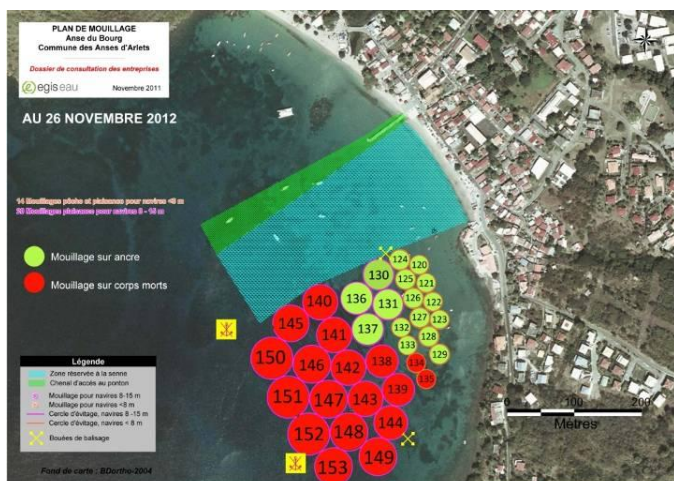 PLAN DE MOUILLAGE
Anse du Bourg
Commune des Anses d'Arlets
Dossier de consultation des entreprises
egiseau
Novembre 2011
AU 26 NOVEMBRE 2012
14 Mouillages pêche et plaisance pour navires <8 m
20 Mouillages plaisance pour navires 8 - 15 m
Mouillage sur ancre
Mouillage sur corps morts
124
120
130
125
121
136
131
126
122
140
127
123
145
141
137
132
128
133
129
150
146
142
138
134
135
151
147
143
139
152
148
144
153
149
Légende
Zone réservée à la senne
Chenal d'accès au ponton
Mouillage pour navires 8-15 m
Mouillage pour navires <8 m
Cercle d'évitage, navires 8 -15 m
Cercle d'évitage, navires < 8 m
Bouées de balisage
Fond de carte : BDortho-2004
0
100
200
Mètres